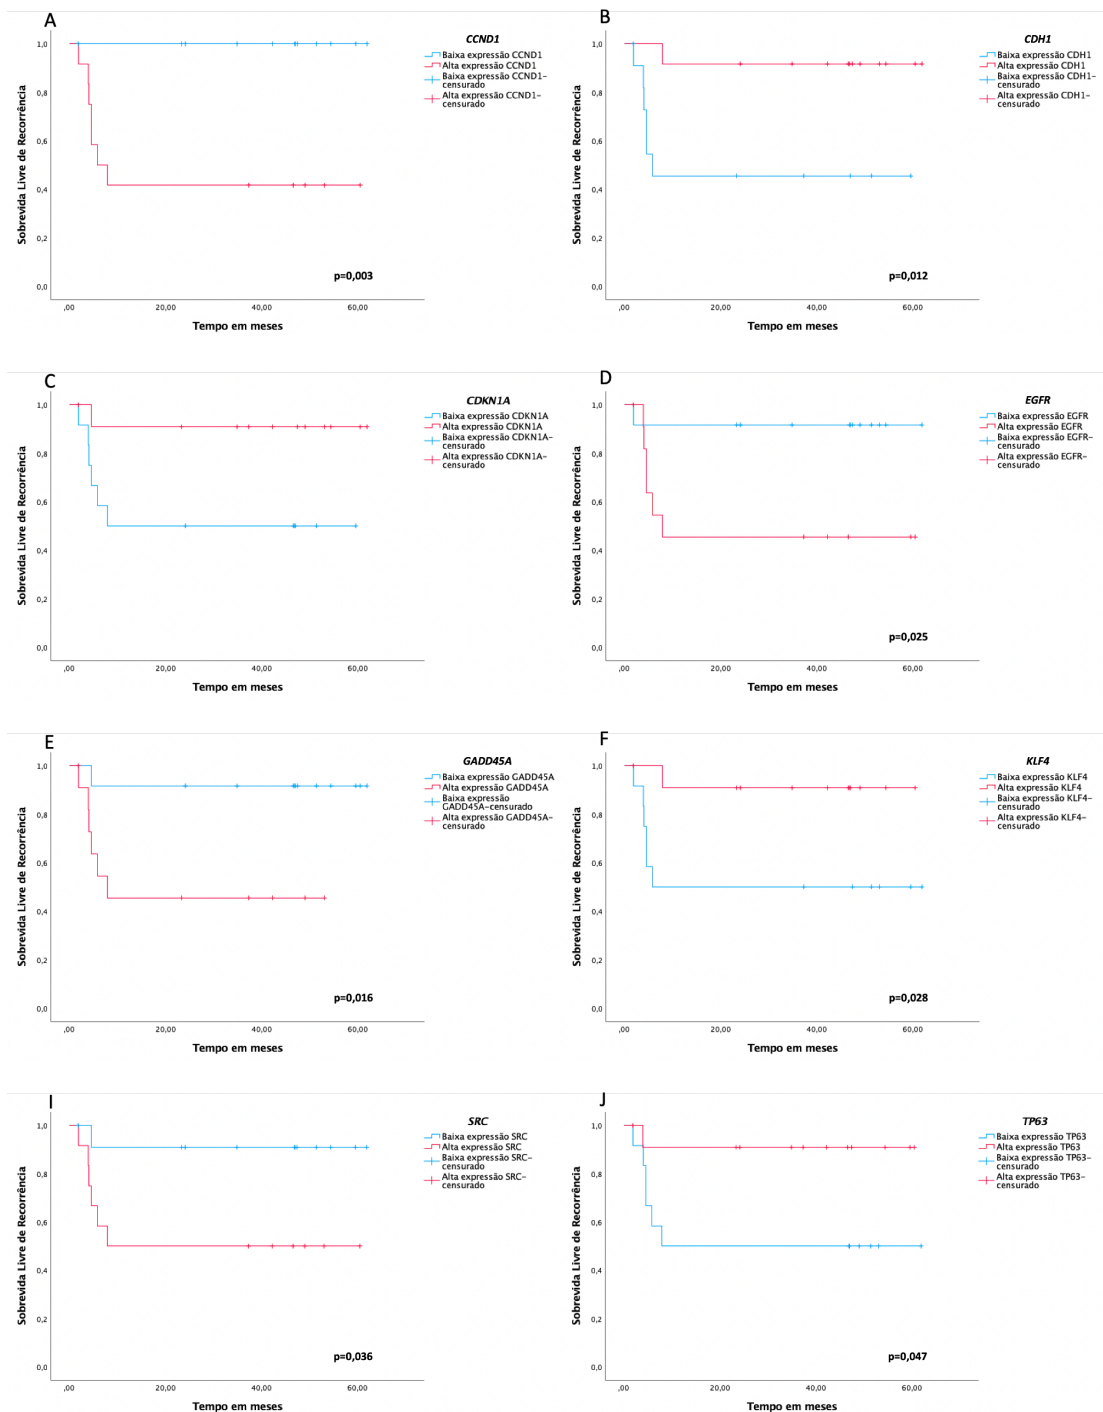 A
CCND1
Baixa expressão CCND1
Alta expressão CCND1
Baixa expressão CCND1-
censurado
Alta expressão CCND1-
censurado
1,0
0,8
0,6
0,4
0,2
0,0
Sobrevida Livre de Recorrência
p=0,003
,00
20,00
40,00
60,00
Tempo em meses
B
CDH1
Baixa expressão CDH1
Alta expressão CDH1
Baixa expressão CDH1-
censurado
Alta expressão CDH1-
censurado
1,0
0,8
0,6
0,4
0,2
0,0
Sobrevida Livre de Recorrência
p=0,012
,00
20,00
40,00
60,00
Tempo em meses
C
CDKN1A
Baixa expressão CDKN1A
Alta expressão CDKN1A
Baixa expressão CDKN1A-
censurado
Alta expressão CDKN1A-
censurado
1,0
0,8
0,6
0,4
0,2
0,0
Sobrevida Livre de Recorrência
,00
20,00
40,00
60,00
Tempo em meses
D
EGFR
Baixa expressão EGFR
Alta expressão EGFR
Baixa expressão EGFR-
censurado
Alta expressão EGFR-
censurado
1,0
0,8
0,6
0,4
0,2
0,0
Sobrevida Livre de Recorrência
p=0,025
,00
20,00
40,00
60,00
Tempo em meses
E
GADD45A
Baixa expressão GADD45A
Alta expressão GADD45A
Baixa expressão
GADD45A-censurado
Alta expressão GADD45A-
censurado
1,0
0,8
0,6
0,4
0,2
0,0
Sobrevida Livre de Recorrência
p=0,016
,00
20,00
40,00
60,00
Tempo em meses
F
KLF4
Baixa expressão KLF4
Alta expressão KLF4
Baixa expressão KLF4-
censurado
Alta expressão KLF4-
censurado
1,0
0,8
0,6
0,4
0,2
0,0
Sobrevida Livre de Recorrência
p=0,028
,00
20,00
40,00
60,00
Tempo em meses
I
SRC
Baixa expressão SRC
Alta expressão SRC
Baixa expressão SRC-
censurado
Alta expressão SRC-
censurado
1,0
0,8
0,6
0,4
0,2
0,0
Sobrevida Livre de Recorrência
p=0,036
,00
20,00
40,00
60,00
Tempo em meses
J
TP63
Baixa expressão TP63
Alta expressão TP63
Baixa expressão TP63-
censurado
Alta expressão TP63-
censurado
1,0
0,8
0,6
0,4
0,2
0,0
Sobrevida Livre de Recorrência
p=0,047
,00
20,00
40,00
60,00
Tempo em meses